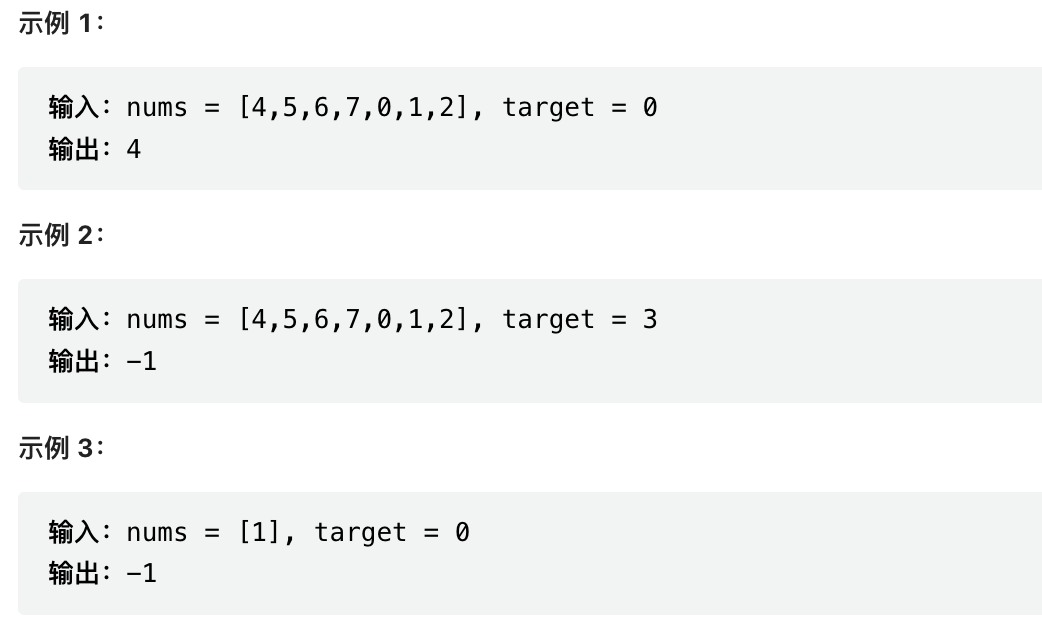 示例 1：
输入：nums = [4,5,6,7,0,1,2], target = 0
输出：4
示例 2：
输入：nums = [4,5,6,7,0,1,2], target = 3
输出：-1
示例 3：
输入：nums = [1], target = 0
输出：-1